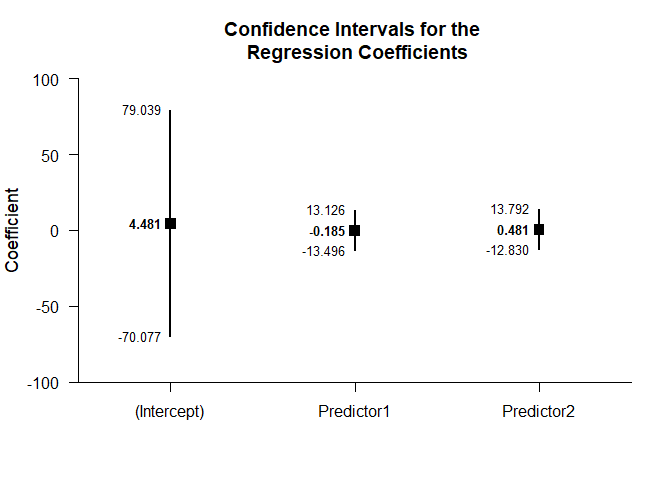 Confidence Intervals for the
Regression Coefficients
Coefficient
100
50
0
-50
-100
79.039
4.481
-70.077
13.126
-0.185
-13.496
13.792
0.481
-12.830
(Intercept)
Predictor1
Predictor2